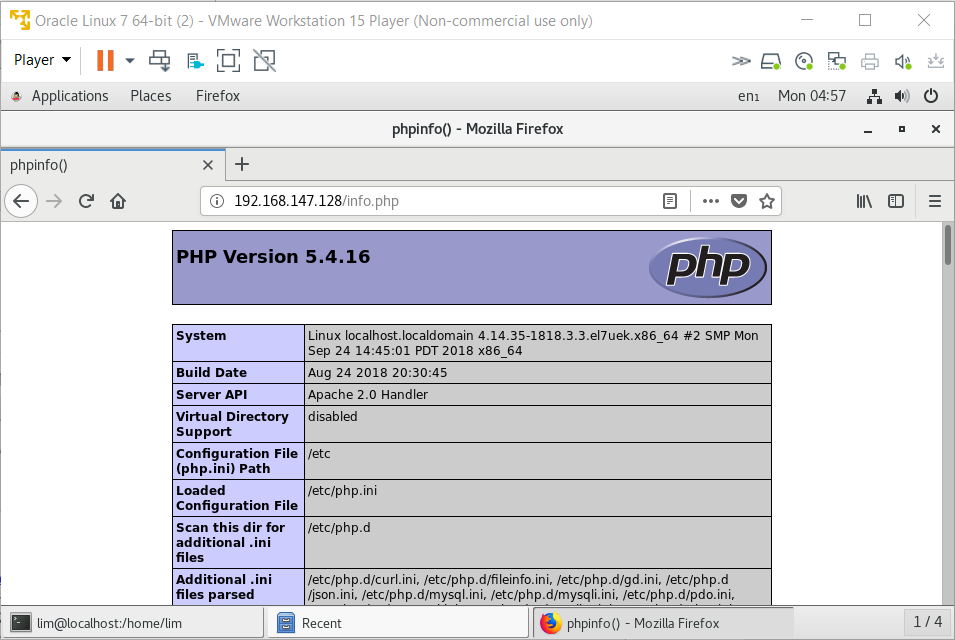 Oracle Linux 7 64-bit (2) - VMware Workstation 15 Player (Non-commercial use only)
Player
Applications Places Firefox en1 Mon 04:57
phpinfo() - Mozilla Firefox
phpinfo()
192.168.147.128/info.php
PHP Version 5.4.16
php
System
Linux localhost.localdomain 4.14.35-1818.3.3.el7uek.x86_64 #2 SMP Mon
Sep 24 14:45:01 PDT 2018 x86_64
Build Date
Aug 24 2018 20:30:45
Server API
Apache 2.0 Handler
Virtual Directory
Support
disabled
Configuration File
(php.ini) Path
/etc
Loaded
Configuration File
/etc/php.ini
Scan this dir for
additional .ini
files
/etc/php.d
Additional .ini
files parsed
/etc/php.d/curl.ini, /etc/php.d/fileinfo.ini, /etc/php.d/gd.ini, /etc/php.d
/json.ini, /etc/php.d/mysql.ini, /etc/php.d/mysqli.ini, /etc/php.d/pdo.ini,
lim@localhost:/home/lim
Recent
phpinfo() - Mozilla Firefox
1 / 4